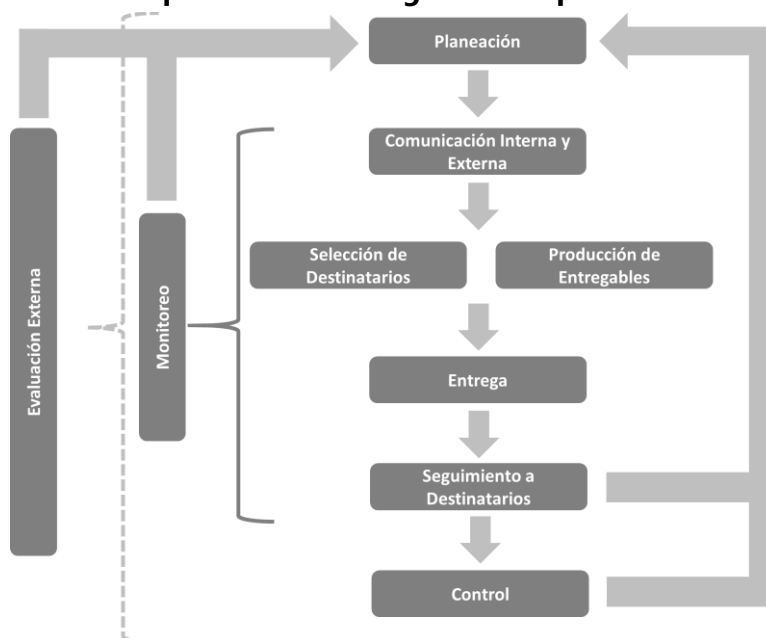 Planeación
Comunicación Interna y
Externa
Selección de
Destinatarios
Producción de
Entregables
Entrega
Seguimiento a
Destinatarios
Control
Monitoreo
Evaluación Externa